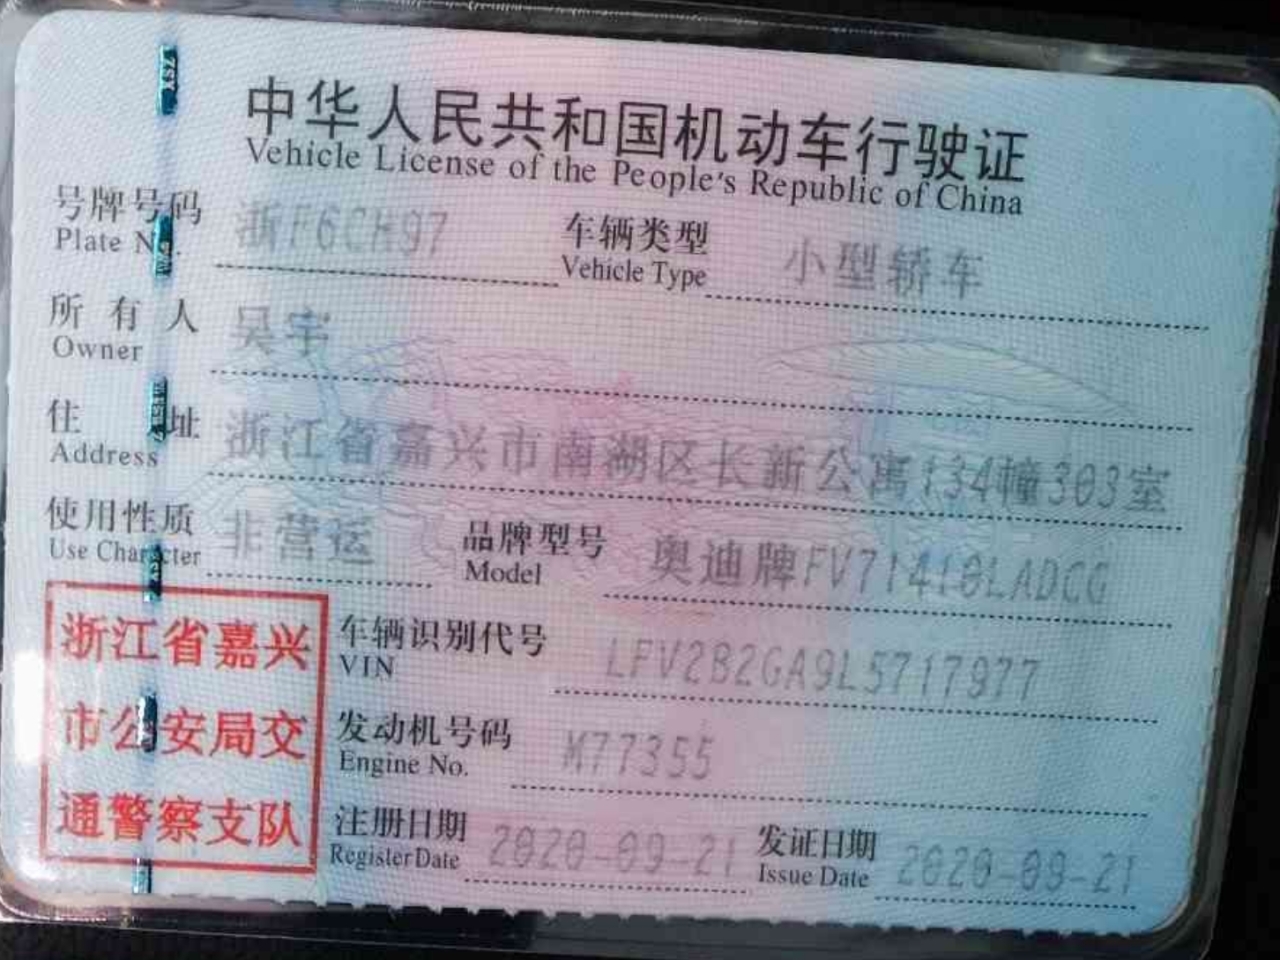 中华人民共和国机动车行驶证
Vehicle License of the People's Republic of China
号牌号码 浙F6CH97 车辆类型 小型轿车
Plate No. Vehicle Type
所有人 吴宇
Owner
住址 浙江省嘉兴市南湖区长新公寓134幢303室
Address
使用性质 非营运 品牌型号 奥迪牌FV71410LADCG
Use Character Model
浙江省嘉兴
市公安局交
通警察支队
车辆识别代号 LFV2B2GA9L5717977
VIN
发动机号码 M77355
Engine No.
注册日期 2020-09-21 发证日期 2020-09-21
Register Date Issue Date